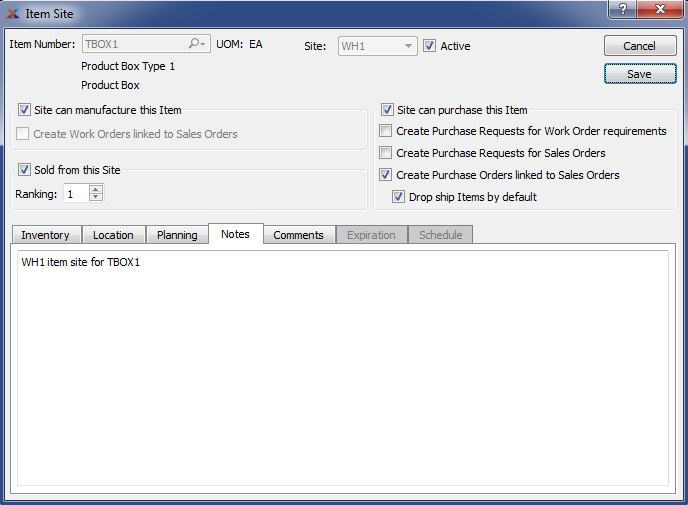 Item Site
Item Number: TBOX1 UOM: EA Site: WH1 Active Cancel
Product Box Type 1
Product Box
Save
Site can manufacture this Item
Create Work Orders linked to Sales Orders
Sold from this Site
Ranking: 1
Site can purchase this Item
Create Purchase Requests for Work Order requirements
Create Purchase Requests for Sales Orders
Create Purchase Orders linked to Sales Orders
Drop ship Items by default
Inventory Location Planning Notes Comments Expiration Schedule
WH1 item site for TBOX1